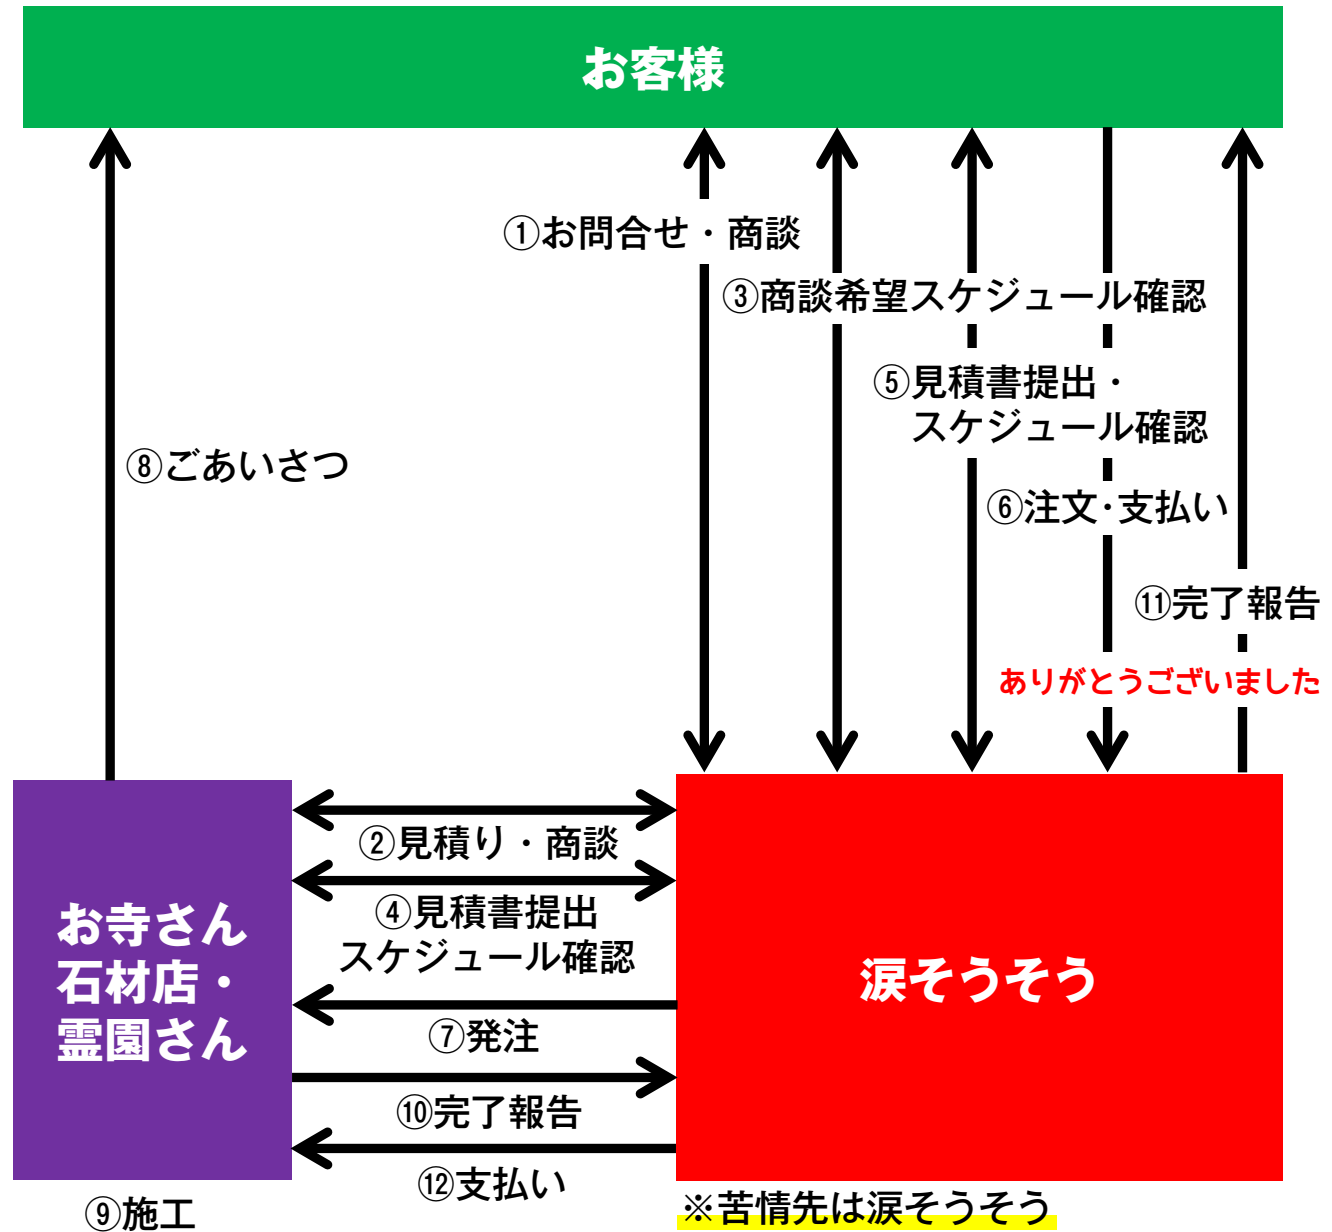 お客様
①お問合せ・商談
③商談希望スケジュール確認
⑤見積書提出・
スケジュール確認
⑧ごあいさつ
⑥注文・支払い
⑪完了報告
ありがとうございました
②見積り・商談
④見積書提出
スケジュール確認
お寺さん
石材店・
霊園さん
涙そうそう
⑦発注
⑩完了報告
⑫支払い
⑨施工
※苦情先は涙そうそう